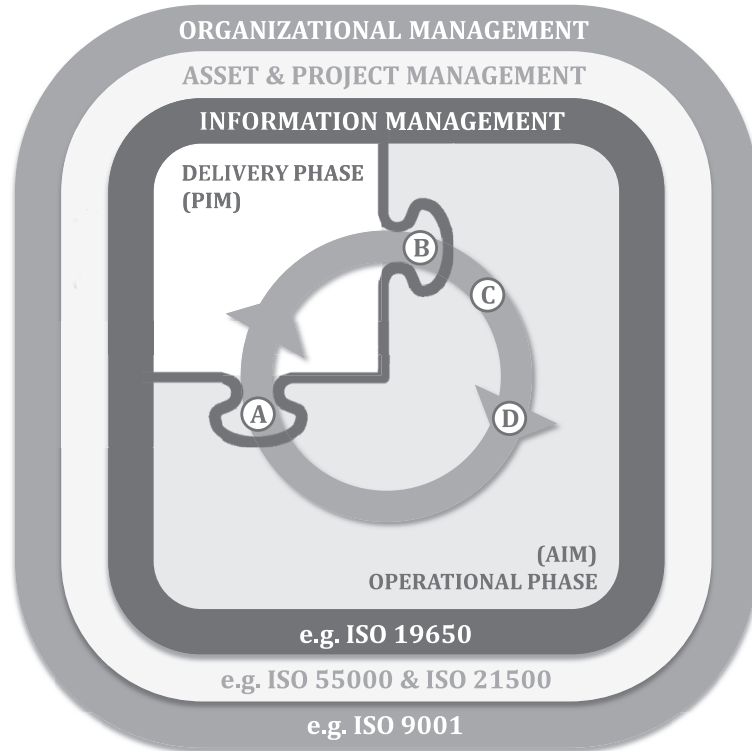 ORGANIZATIONAL MANAGEMENT
ASSET & PROJECT MANAGEMENT
INFORMATION MANAGEMENT
DELIVERY PHASE
(PIM)
B
C
A
D
(AIM)
OPERATIONAL PHASE
e.g. ISO 19650
e.g. ISO 55000 & ISO 21500
e.g. ISO 9001